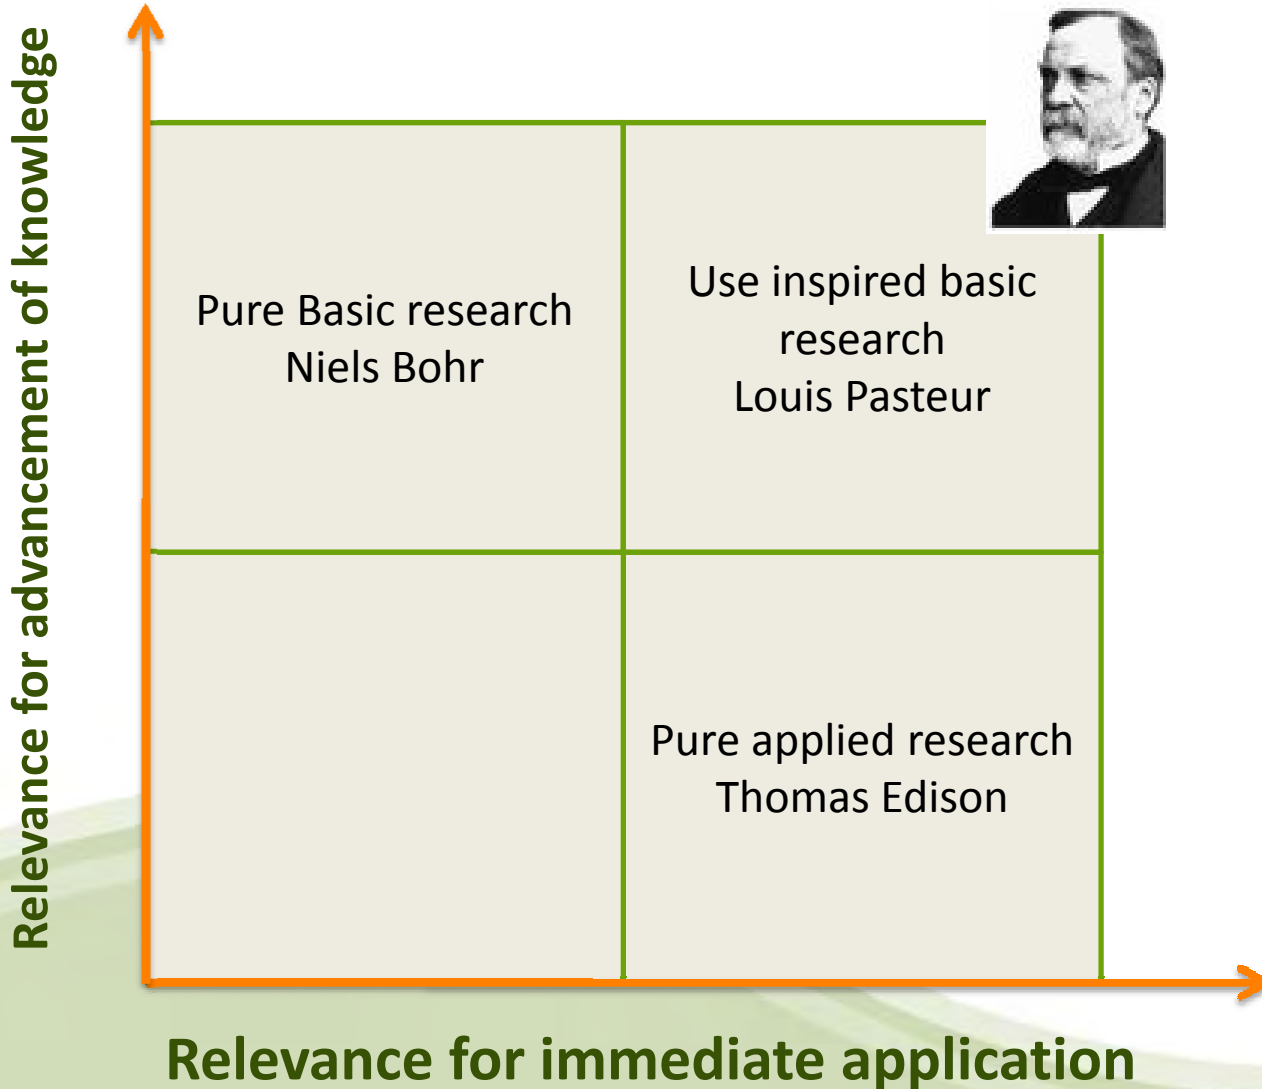 Relevance for advancement of knowledge
Pure Basic research
Niels Bohr
Use inspired basic
research
Louis Pasteur
Pure applied research
Thomas Edison
Relevance for immediate application